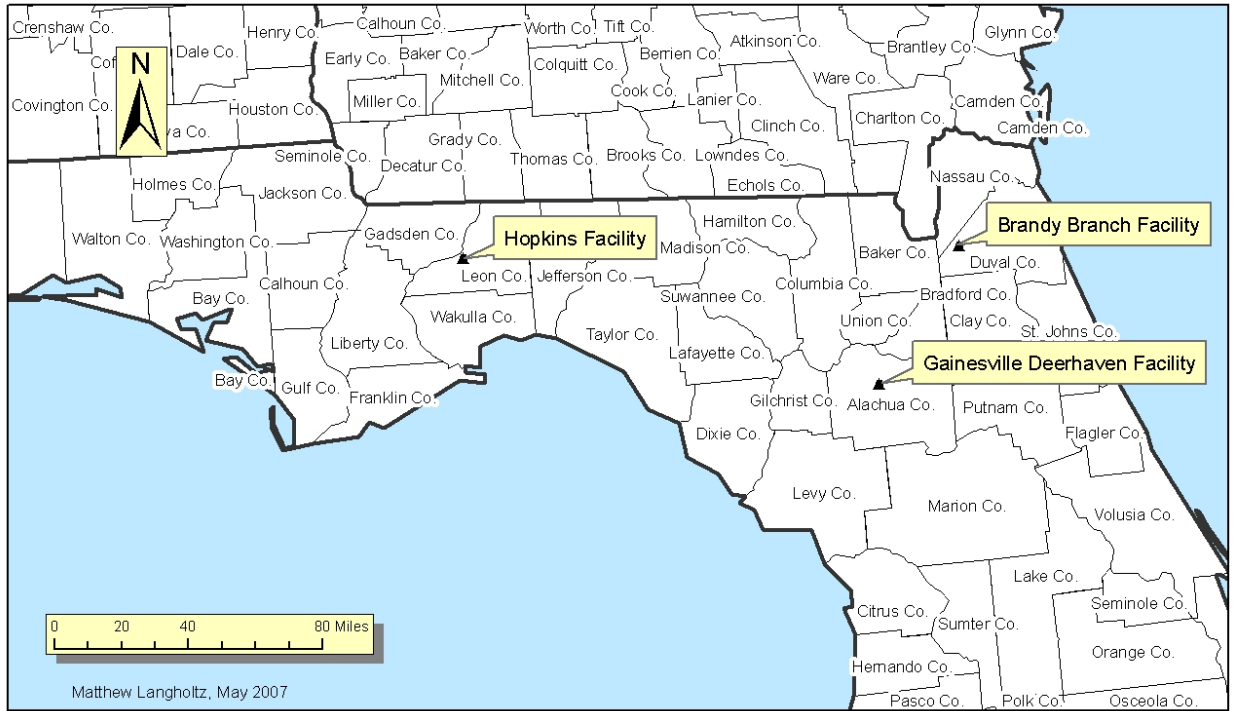 Crenshaw Co.
Cof
Dale Co.
Henry Co.
Calhoun Co.
Worth Co.
Tift Co.
Atkinson Co.
Brantley Co.
Glynn Co.
Early Co.
Baker Co.
Berrien Co.
N
Colquitt Co.
Mitchell Co.
Ware Co.
Covington Co.
Houston Co.
Miller Co.
Cook Co.
Lanier Co.
Camden Co.
va Co.
Clinch Co.
Charlton Co.
Camden Co.
Grady Co.
Seminole Co.
Decatur Co.
Thomas Co.
Brooks Co.
Lowndes Co.
Holmes Co.
Jackson Co.
Echols Co.
Nassau Co.
Walton Co.
Washington Co.
Gadsden Co.
Hopkins Facility
Hamilton Co.
Madison Co.
Baker Co.
Brandy Branch Facility
Duval Co.
Calhoun Co.
Leon Co.
Jefferson Co.
Columbia Co.
Bay Co.
Suwannee Co.
Bradford Co.
Wakulla Co.
Union Co.
Clay Co.
St. Johns Co.
Liberty Co.
Taylor Co.
Lafayette Co.
Gainesville Deerhaven Facility
Bay Co.
Gulf Co.
Franklin Co.
Gilchrist Co.
Alachua Co.
Putnam Co.
Dixie Co.
Flagler Co.
Levy Co.
Marion Co.
Volusia Co.
Lake Co.
Citrus Co.
Seminole Co.
Sumter Co.
0 20 40 80 Miles
Orange Co.
Hernando Co.
Matthew Langholtz, May 2007
Pasco Co.
Polk Co.
Osceola Co.